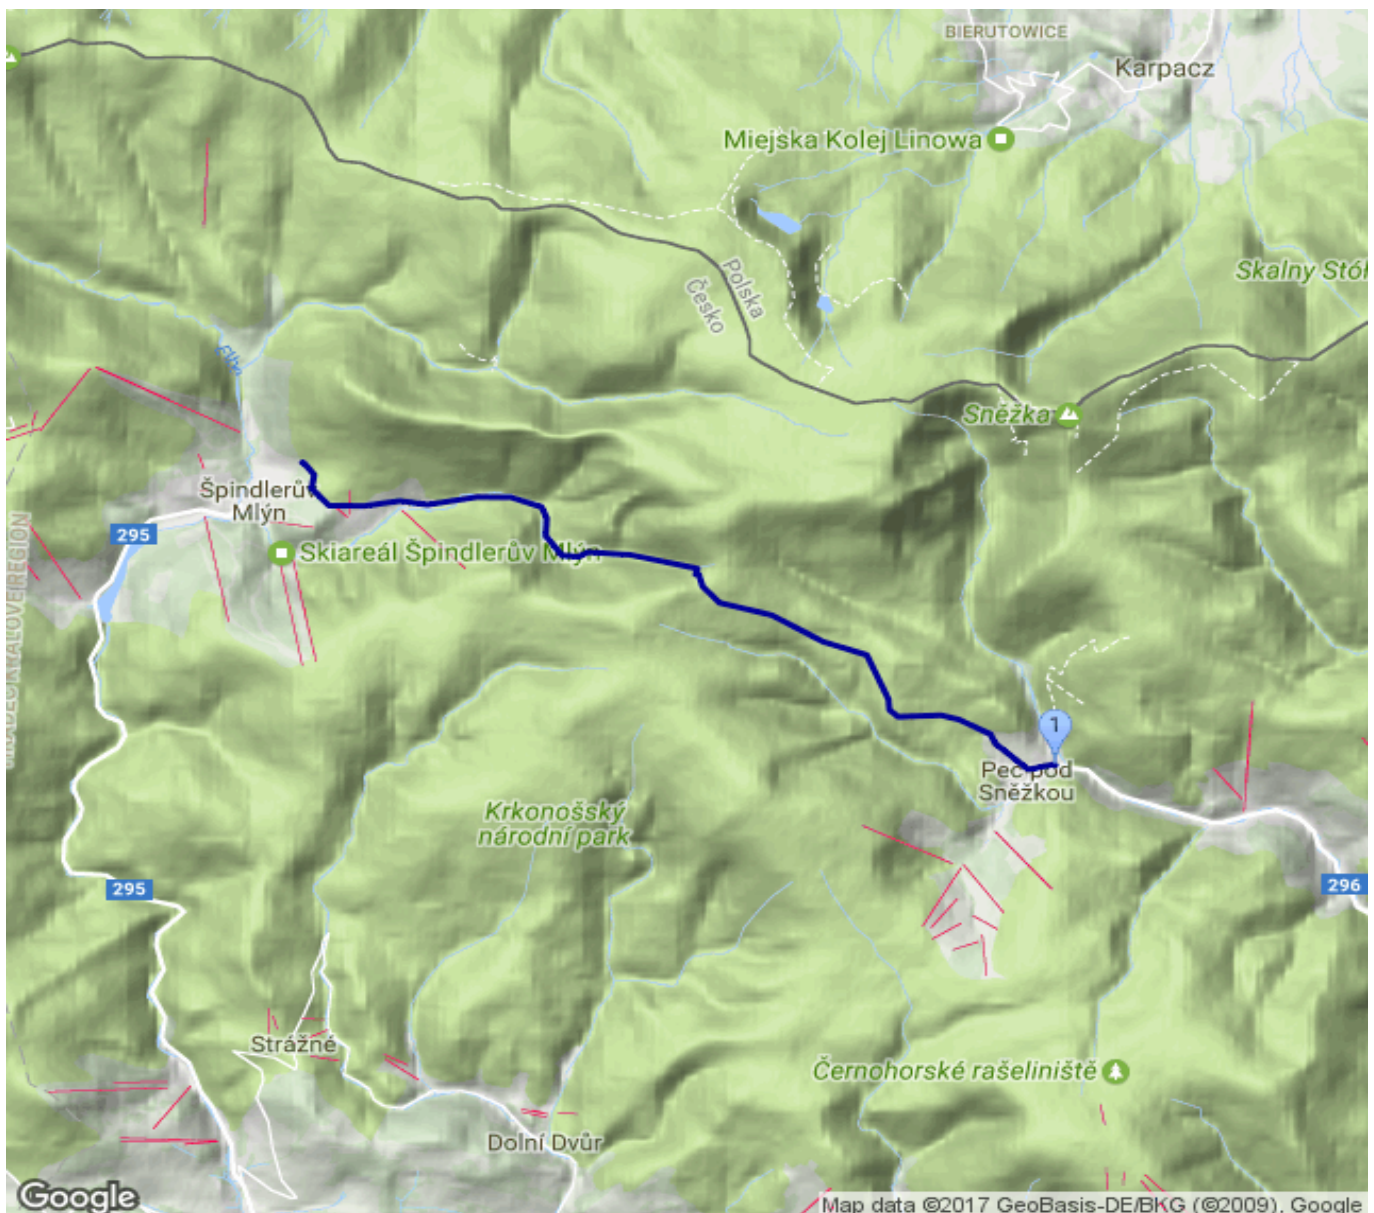 BIERUTOWICE
Karpacz
Miejska Kolej Linowa
Skalny Stół
Polska
Česko
Sněžka
Elbe
Špindlerův
Mlýn
295
Skiareál Špindlerův Mlýn
1
Pec pod
Sněžkou
Krkonošský
národní park
295
296
Strážné
Černohorské rašeliniště
Dolní Dvůr
Google
Map data ©2017 GeoBasis-DE/BKG (©2009), Google